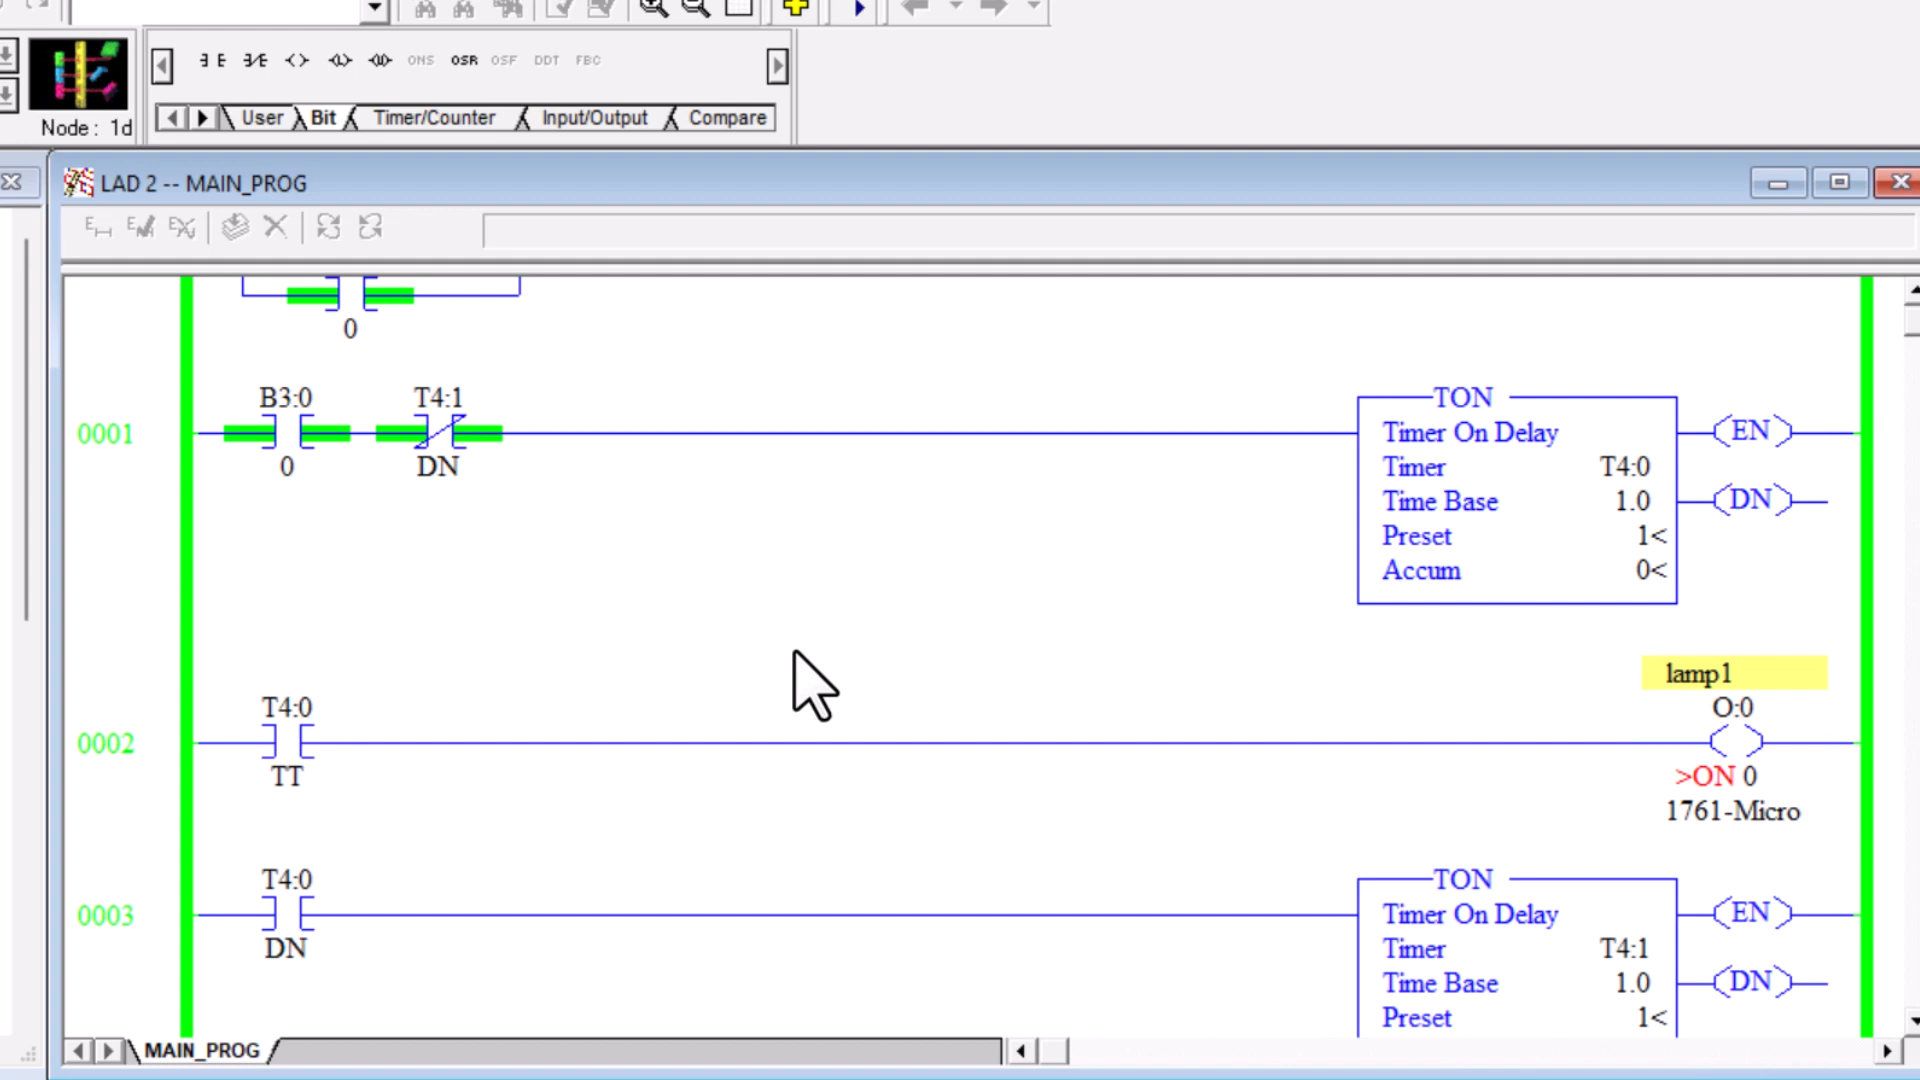 ONS OSR OSF DDT FBC
Node : 1d
User Bit Timer/Counter Input/Output Compare
LAD 2 -- MAIN_PROG
0
B3:0 T4:1 TON
0001 Timer On Delay EN
0 DN Timer T4:0
Time Base 1.0 DN
Preset 1<
Accum 0<
lamp1
T4:0 O:0
0002
TT >ON 0
1761-Micro
T4:0 TON
0003 Timer On Delay EN
DN Timer T4:1
Time Base 1.0 DN
Preset 1<
MAIN_PROG